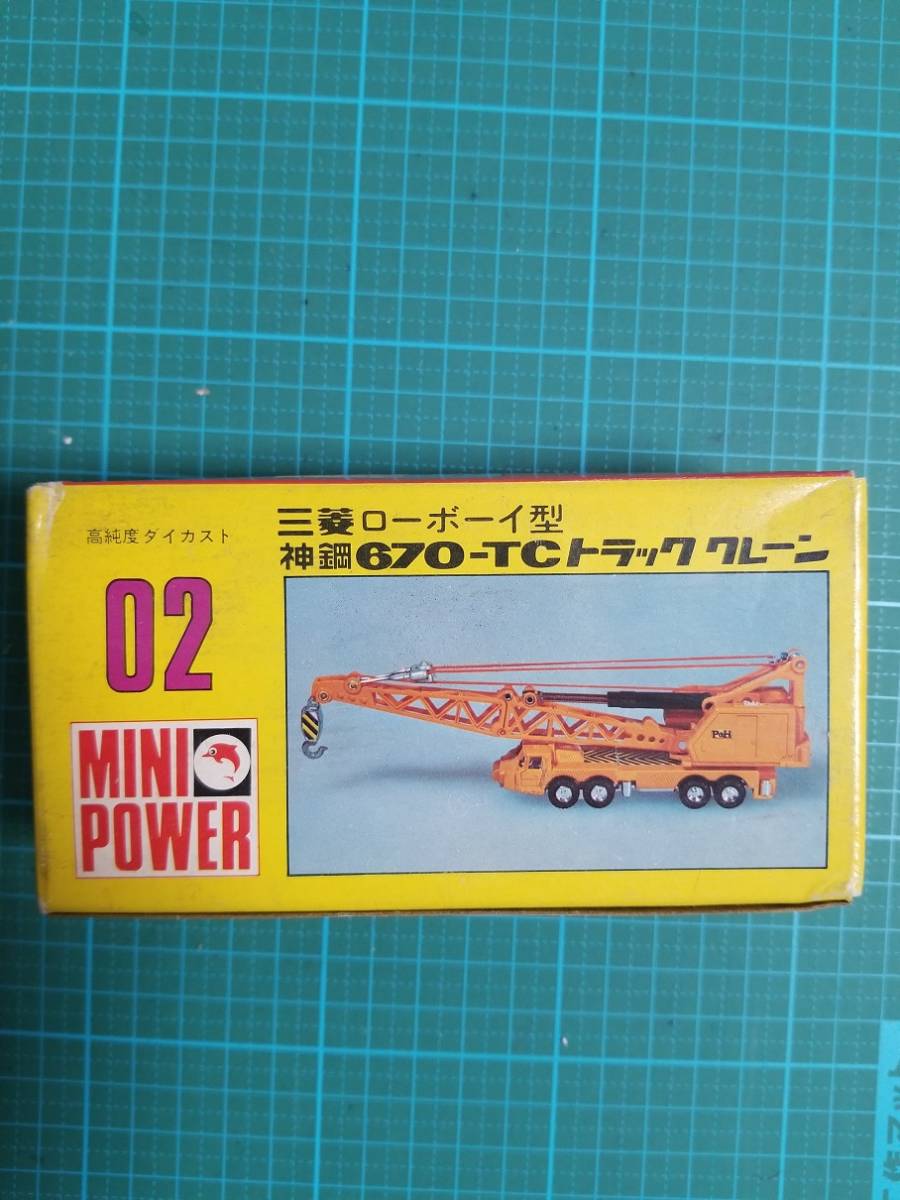 高純度ダイカスト
02
MINI
POWER
三菱ローボーイ型
神鋼670-TCトラッククレーン
P&H